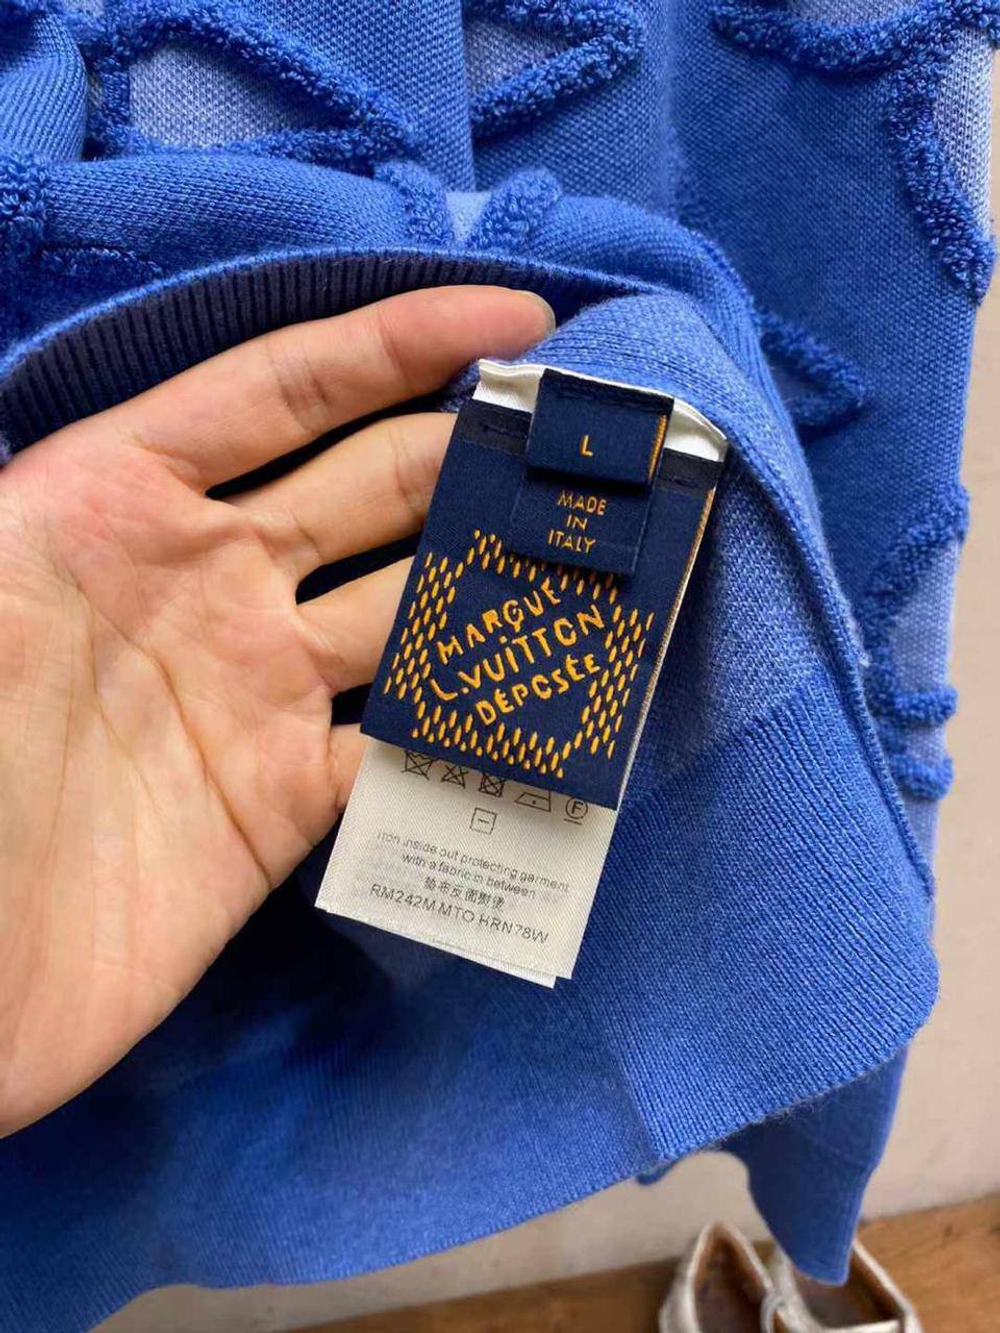 L
MADE
IN
ITALY
MARQUE
L.VUITTON
DÉPOSÉE
F
Iron inside out protecting garment
with a fabric in between
垫布反面熨烫
RM242M MTO HRN78W